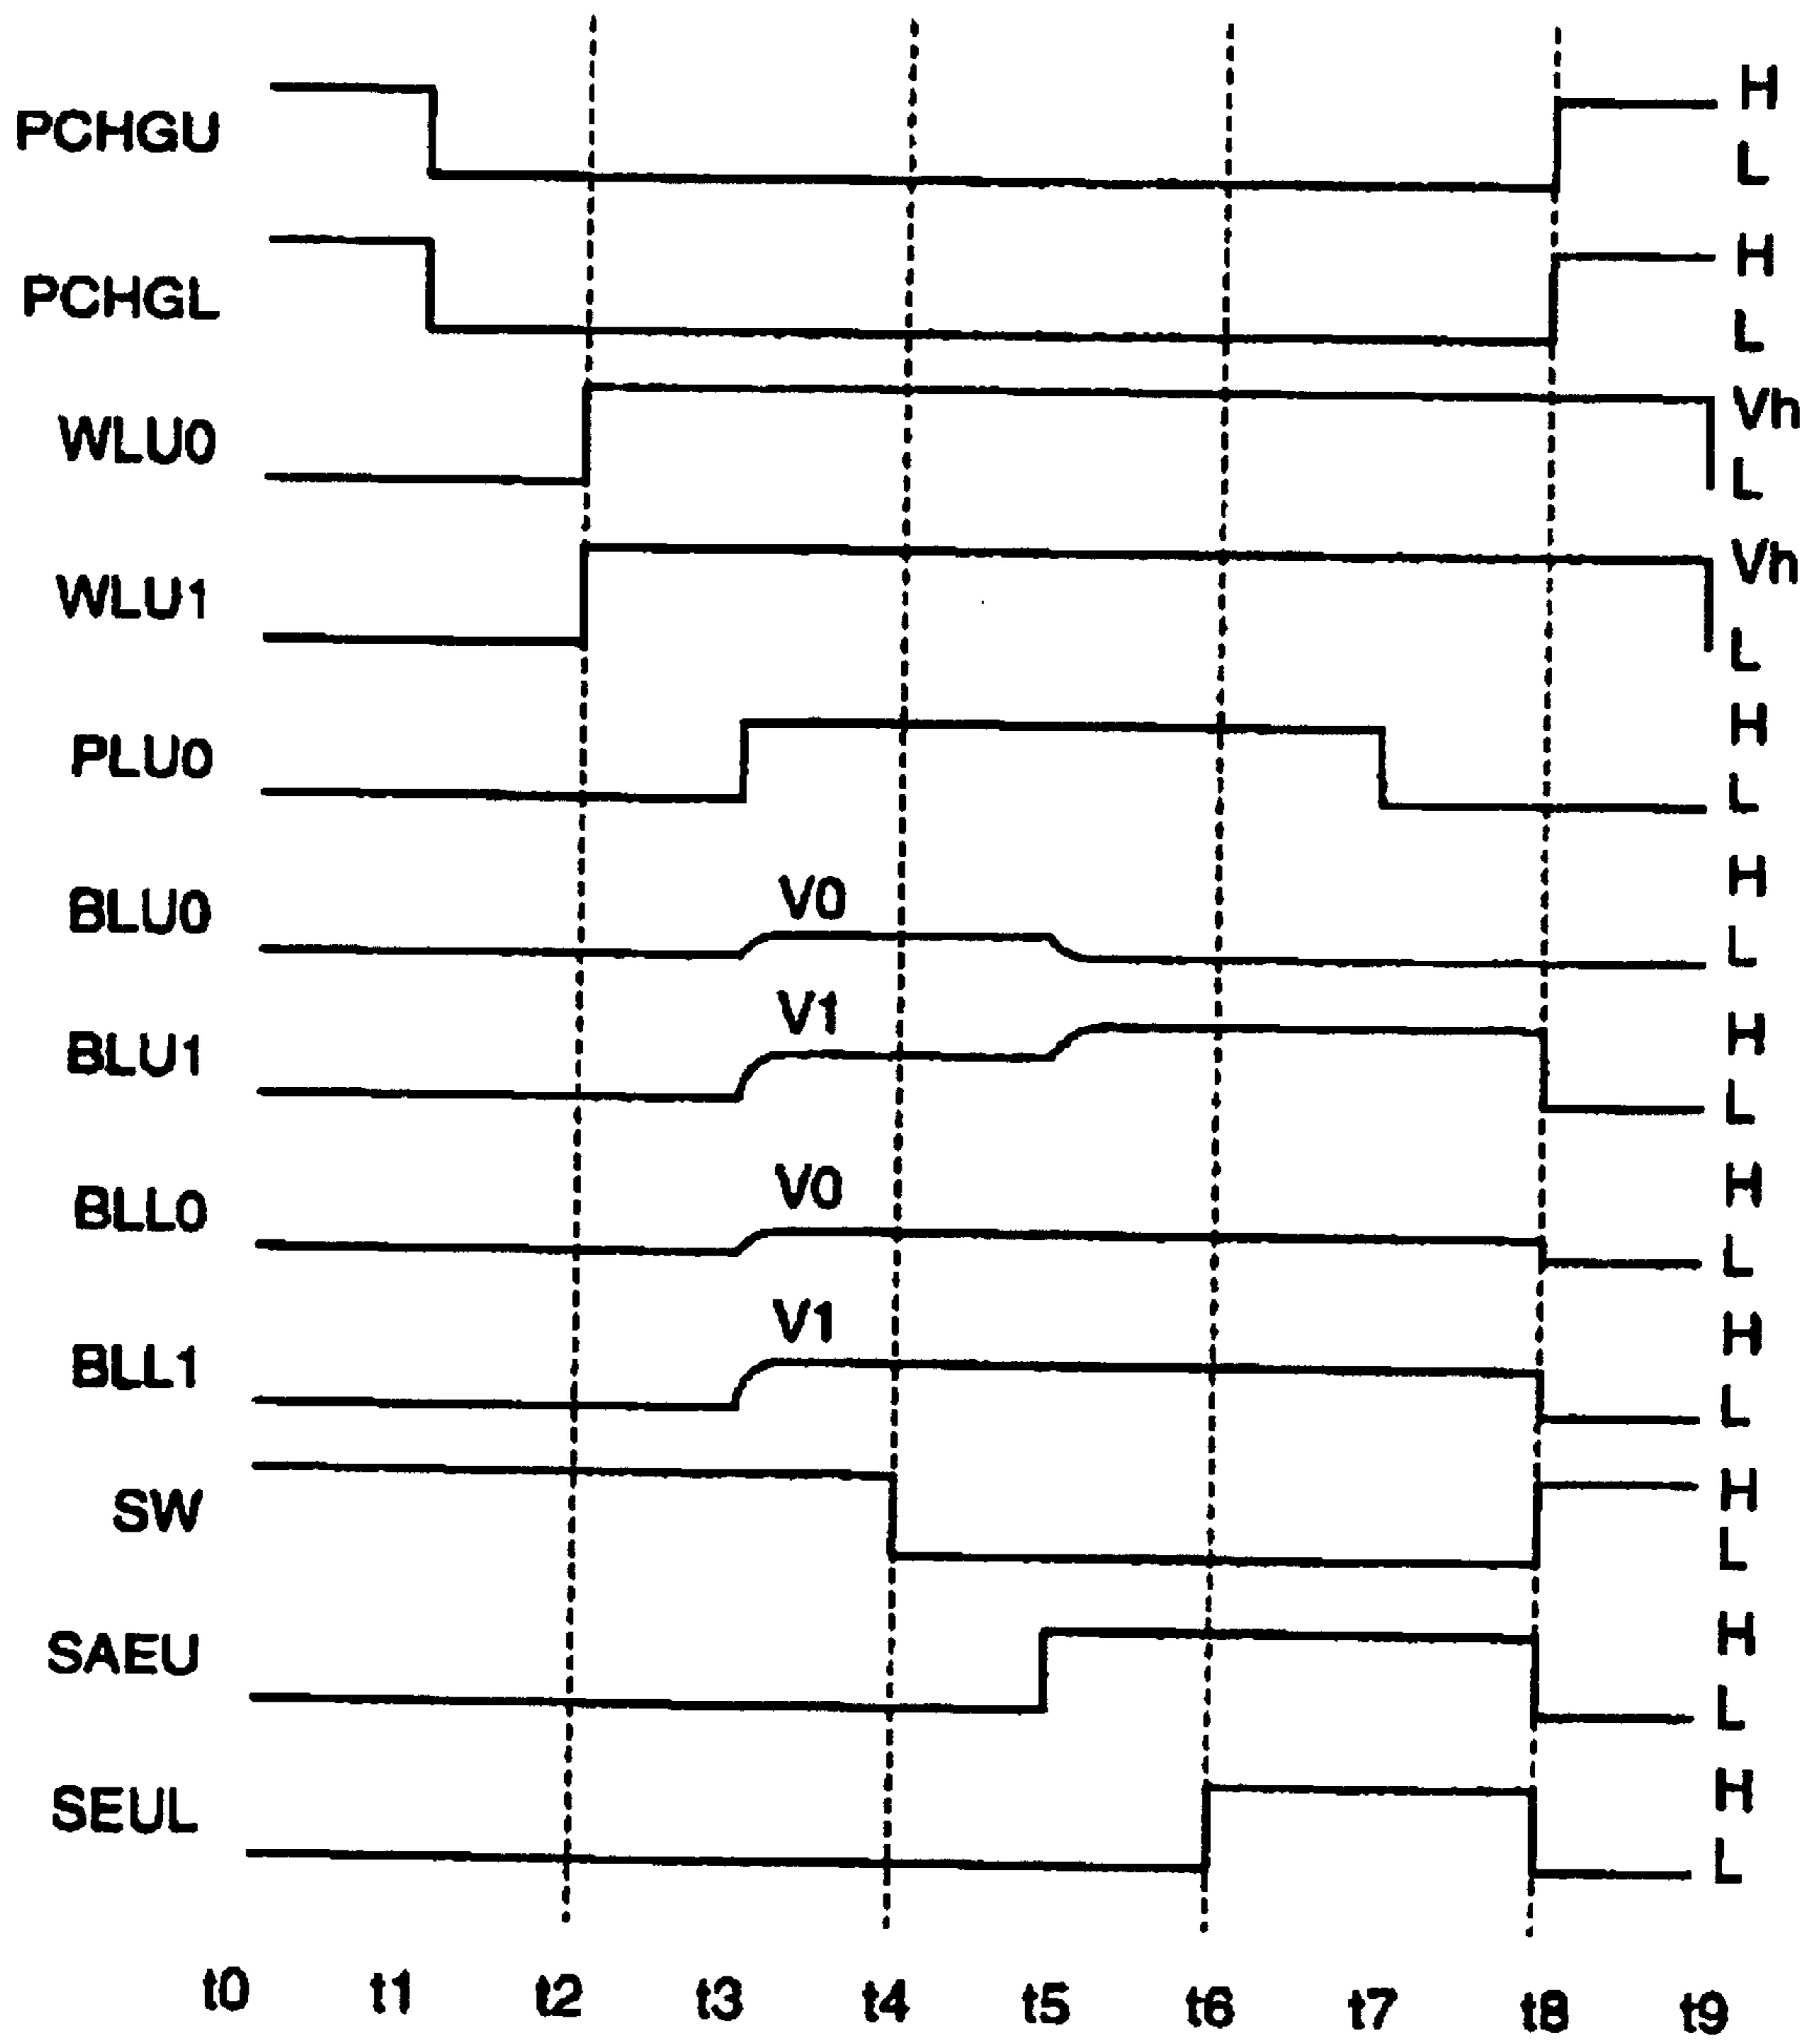 PCHGU H
L
PCHGL H
L
WLU0 Vh
L
WLU1 Vh
L
PLU0 H
L
BLU0 V0 H
L
BLU1 V1 H
L
BLL0 V0 H
L
BLL1 V1 H
L
SW H
L
SAEU H
L
SEUL H
L
t0 t1 t2 t3 t4 t5 t6 t7 t8 t9